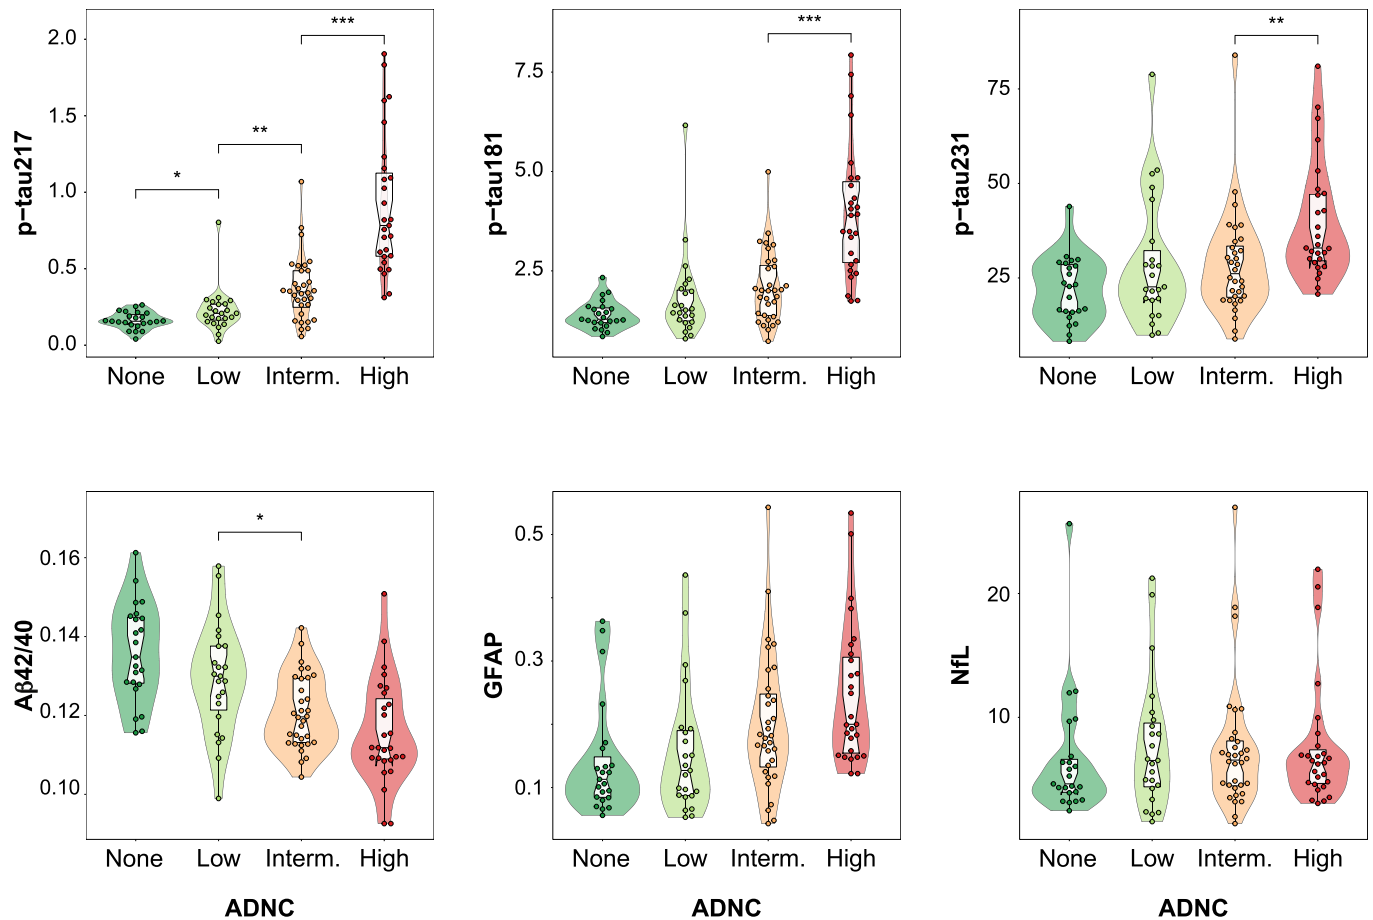 p-tau217
2.0
1.5
1.0
0.5
0.0
*
**
***
None Low Interm. High
p-tau181
7.5
5.0
2.5
***
None Low Interm. High
p-tau231
75
50
25
**
None Low Interm. High
Aβ42/40
0.16
0.14
0.12
0.10
*
None Low Interm. High
ADNC
GFAP
0.5
0.3
0.1
None Low Interm. High
ADNC
NfL
20
10
None Low Interm. High
ADNC